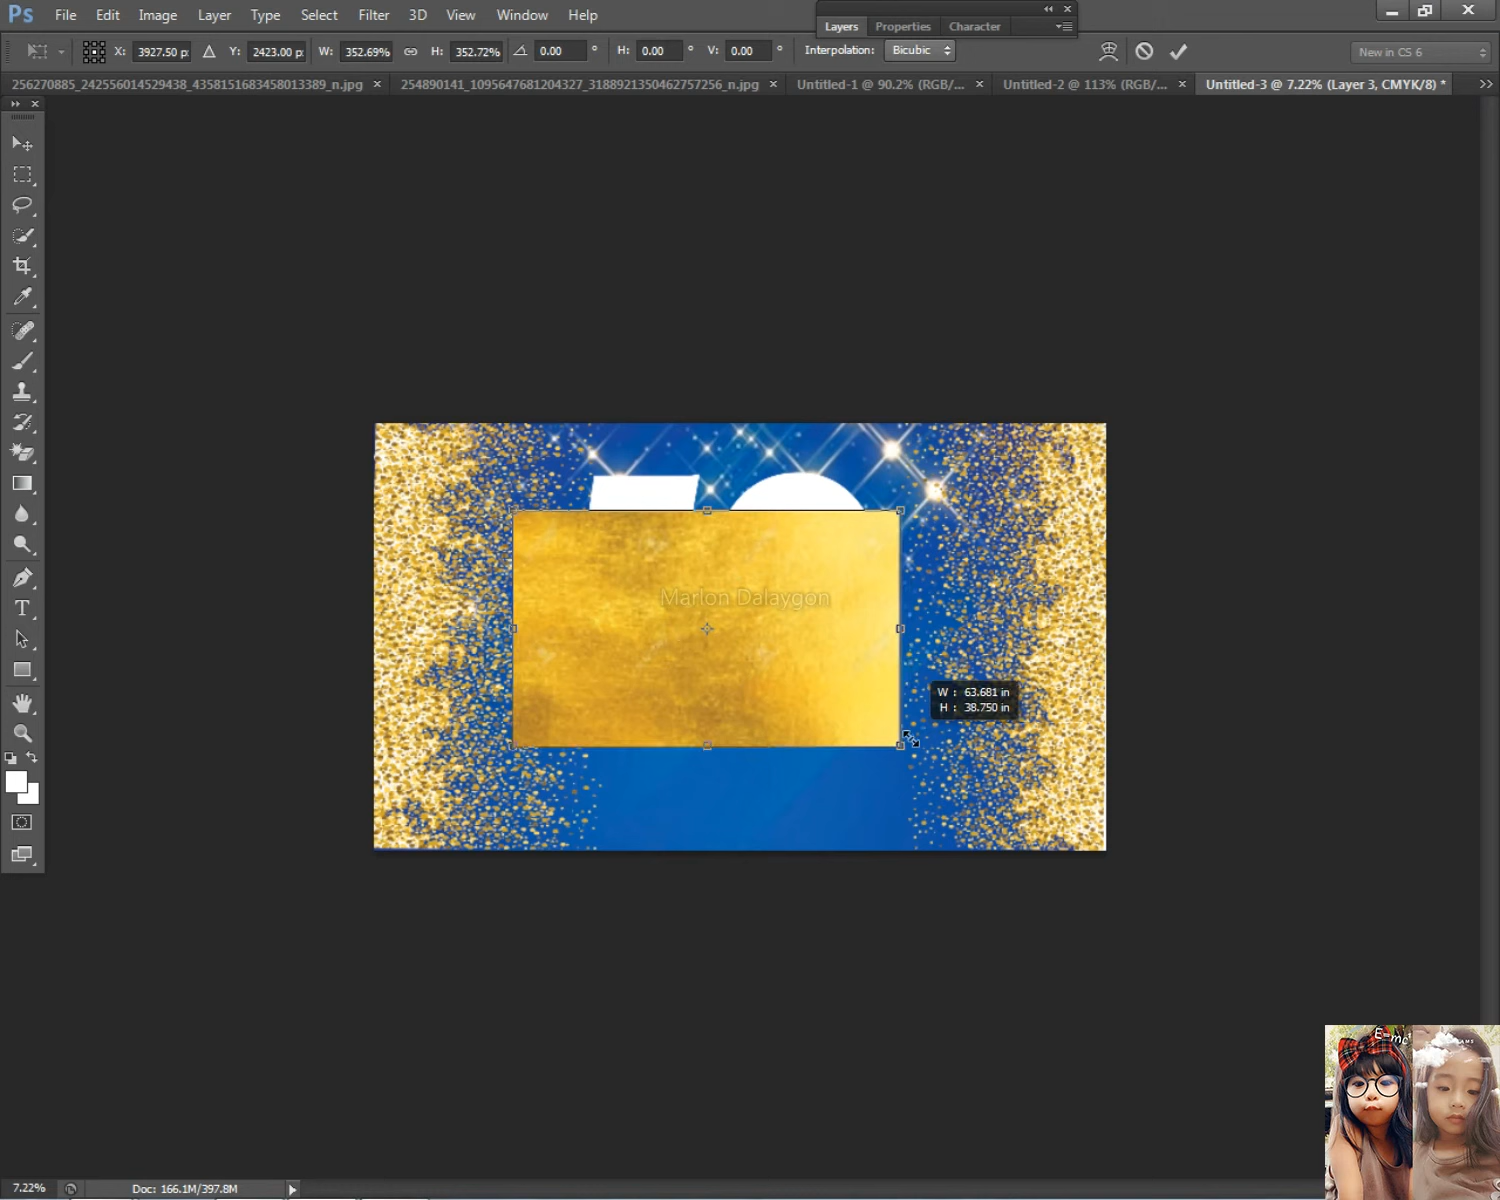 Ps File Edit Image Layer Type Select Filter 3D View Window Help
Layers Properties Character
X: 3927.50 p Y: 2423.00 p W: 352.69% H: 352.72% 0.00 ° H: 0.00 ° V: 0.00 ° Interpolation: Bicubic New in CS 6
256270885_242556014529438_4358151683458013389_n.jpg × 254890141_1095647681204327_3188921350462757256_n.jpg × Untitled-1 @ 90.2% (RGB/... × Untitled-2 @ 113% (RGB/... × Untitled-3 @ 7.22% (Layer 3, CMYK/8) * ×
Marlon Dalaygon
W : 63.681 in
H : 38.750 in
T
E=mc
7.22% Doc: 166.1M/397.8M